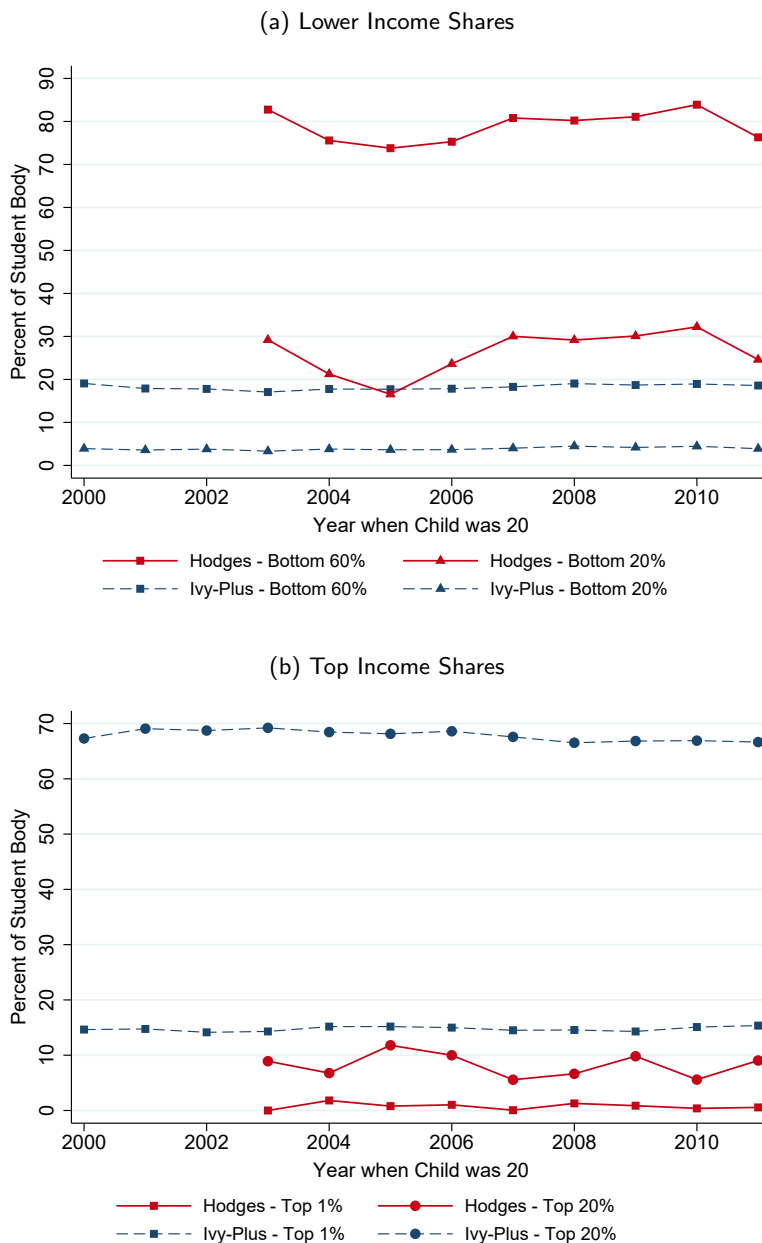 (a) Lower Income Shares
90
80
70
60
50
40
30
20
10
0
Percent of Student Body
2000 2002 2004 2006 2008 2010
Year when Child was 20
Hodges - Bottom 60% Hodges - Bottom 20%
Ivy-Plus - Bottom 60% Ivy-Plus - Bottom 20%
(b) Top Income Shares
70
60
50
40
30
20
10
0
Percent of Student Body
2000 2002 2004 2006 2008 2010
Year when Child was 20
Hodges - Top 1% Hodges - Top 20%
Ivy-Plus - Top 1% Ivy-Plus - Top 20%